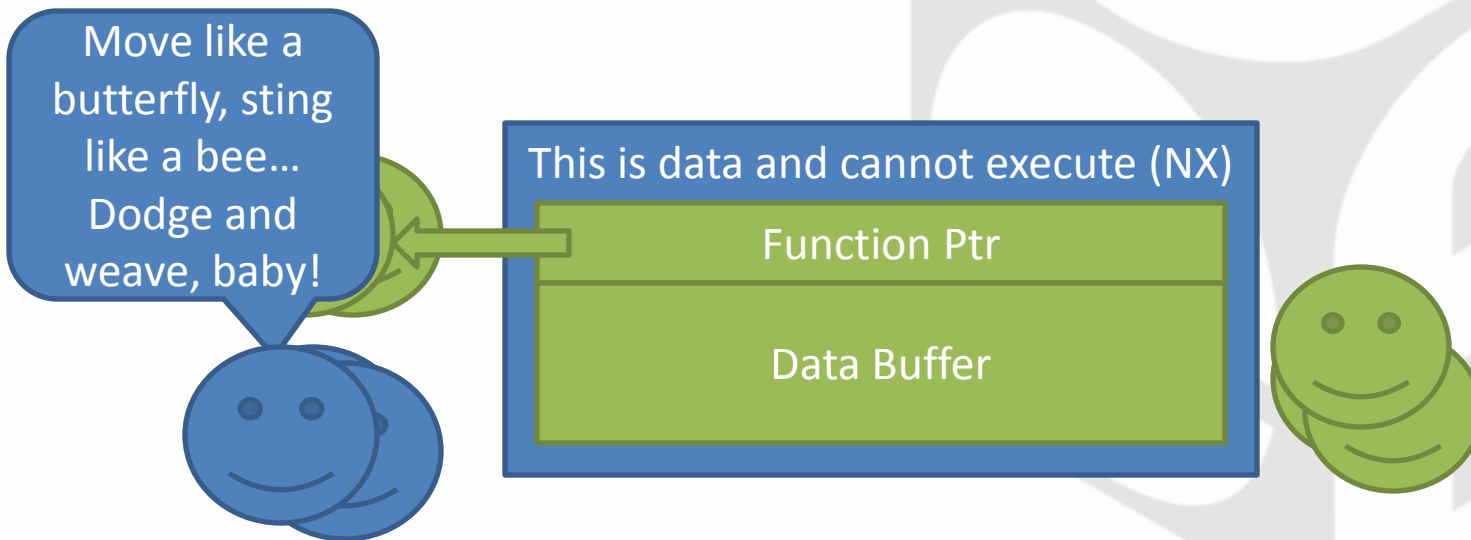 Move like a
butterfly, sting
like a bee...
Dodge and
weave, baby!
This is data and cannot execute (NX)
Function Ptr
Data Buffer